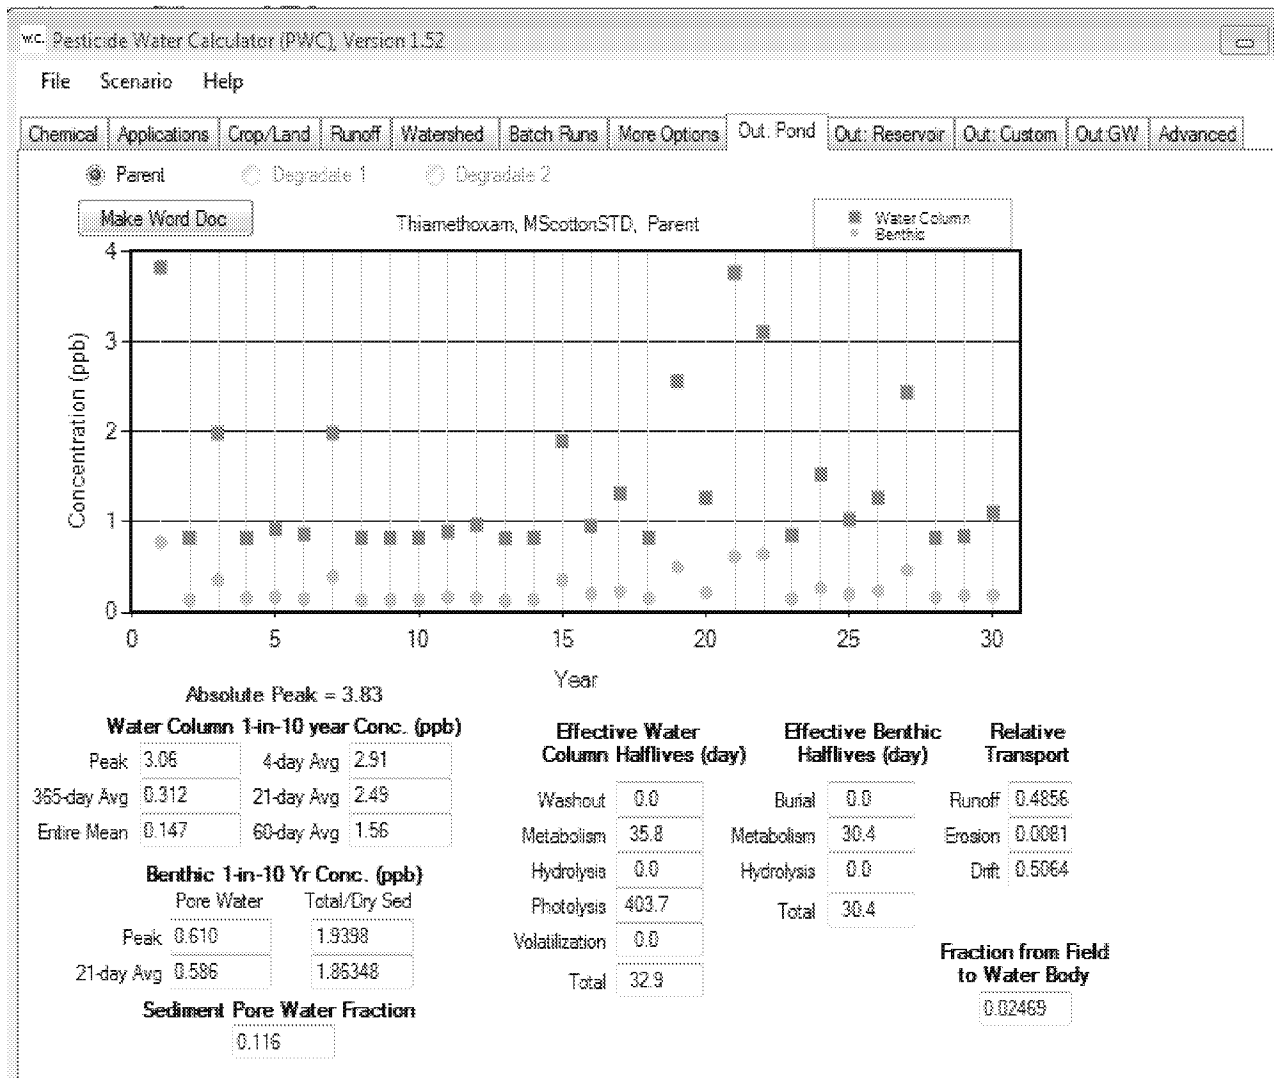 w.c. Pesticide Water Calculator (PWC), Version 1.52
File Scenario Help
Chemical Applications Crop/Land Runoff Watershed Batch Runs More Options Out: Pond Out: Reservoir Out: Custom Out:GW Advanced
Parent Degradate 1 Degradate 2
Make Word Doc
Thiamethoxam, MScottonSTD, Parent
Water Column
Benthic
Concentration (ppb)
4
3
2
1
0
0 5 10 15 20 25 30
Year
Absolute Peak = 3.83
Water Column 1-in-10 year Conc. (ppb)
Peak 3.06 4-day Avg 2.91
365-day Avg 0.312 21-day Avg 2.49
Entire Mean 0.147 60-day Avg 1.56
Benthic 1-in-10 Yr Conc. (ppb)
Pore Water Total/Dry Sed
Peak 0.610 1.9398
21-day Avg 0.586 1.86348
Sediment Pore Water Fraction
0.116
Effective Water
Column Halflives (day)
Washout 0.0
Metabolism 35.8
Hydrolysis 0.0
Photolysis 403.7
Volatilization 0.0
Total 32.9
Effective Benthic
Halflives (day)
Burial 0.0
Metabolism 30.4
Hydrolysis 0.0
Total 30.4
Relative
Transport
Runoff 0.4856
Erosion 0.0081
Drift 0.5064
Fraction from Field
to Water Body
0.02469